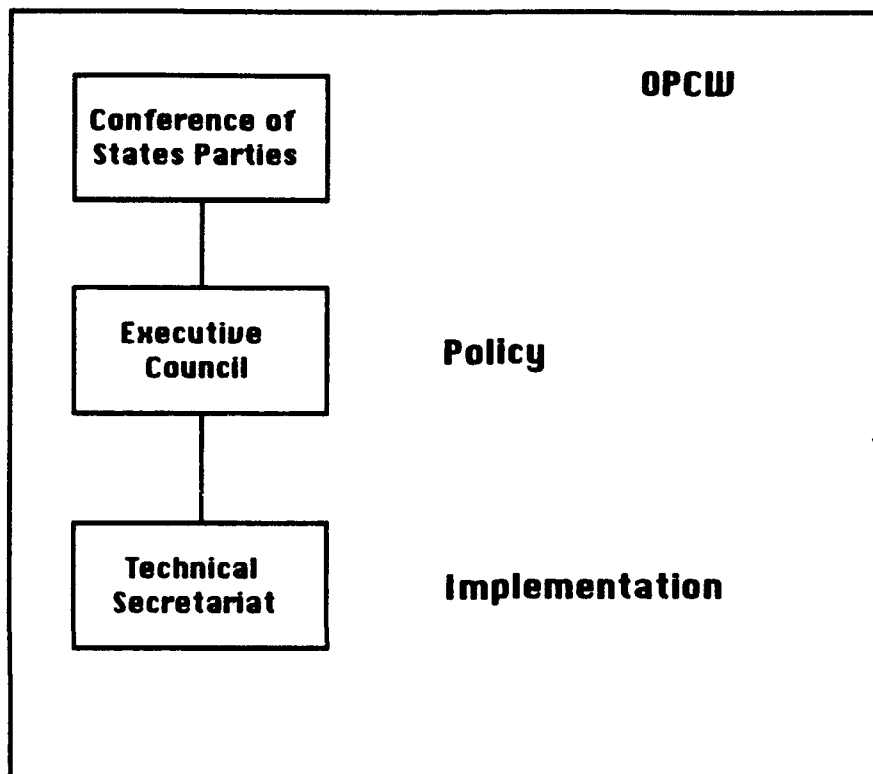 OPCW
Conference of
States Parties
Executive
Council
Policy
Technical
Secretariat
Implementation